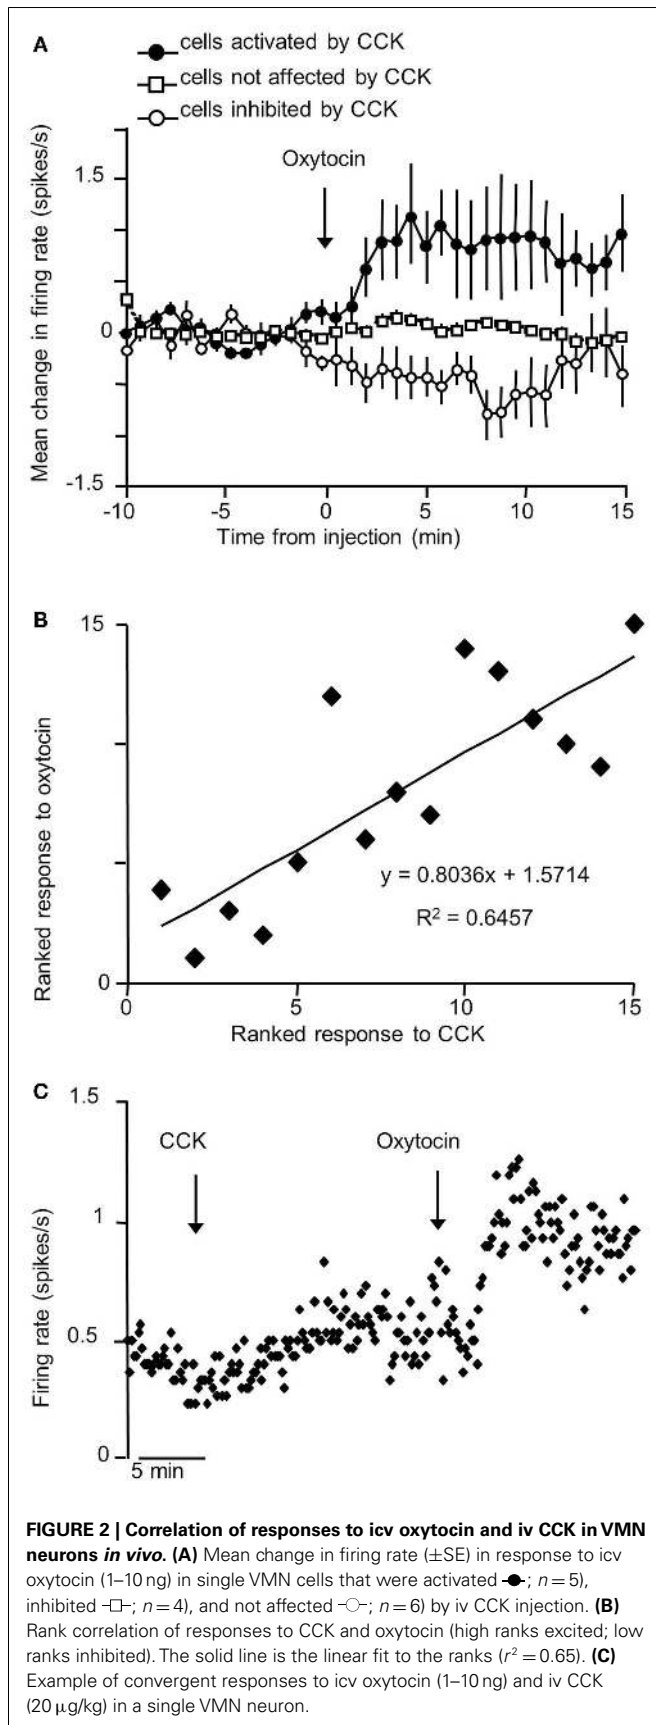 A
cells activated by CCK
cells not affected by CCK
cells inhibited by CCK
Mean change in firing rate (spikes/s)
1.5
0
-1.5
Oxytocin
-10 -5 0 5 10 15
Time from injection (min)
B
Ranked response to oxytocin
15
0
y = 0.8036x + 1.5714
R² = 0.6457
0 5 10 15
Ranked response to CCK
C
Firing rate (spikes/s)
1.5
1
0.5
0
CCK
Oxytocin
5 min
FIGURE 2 | Correlation of responses to icv oxytocin and iv CCK in VMN
neurons in vivo. (A) Mean change in firing rate (±SE) in response to icv
oxytocin (1–10 ng) in single VMN cells that were activated -●-; n = 5),
inhibited -□-; n = 4), and not affected -○-; n = 6) by iv CCK injection. (B)
Rank correlation of responses to CCK and oxytocin (high ranks excited; low
ranks inhibited). The solid line is the linear fit to the ranks (r² = 0.65). (C)
Example of convergent responses to icv oxytocin (1–10 ng) and iv CCK
(20 μg/kg) in a single VMN neuron.